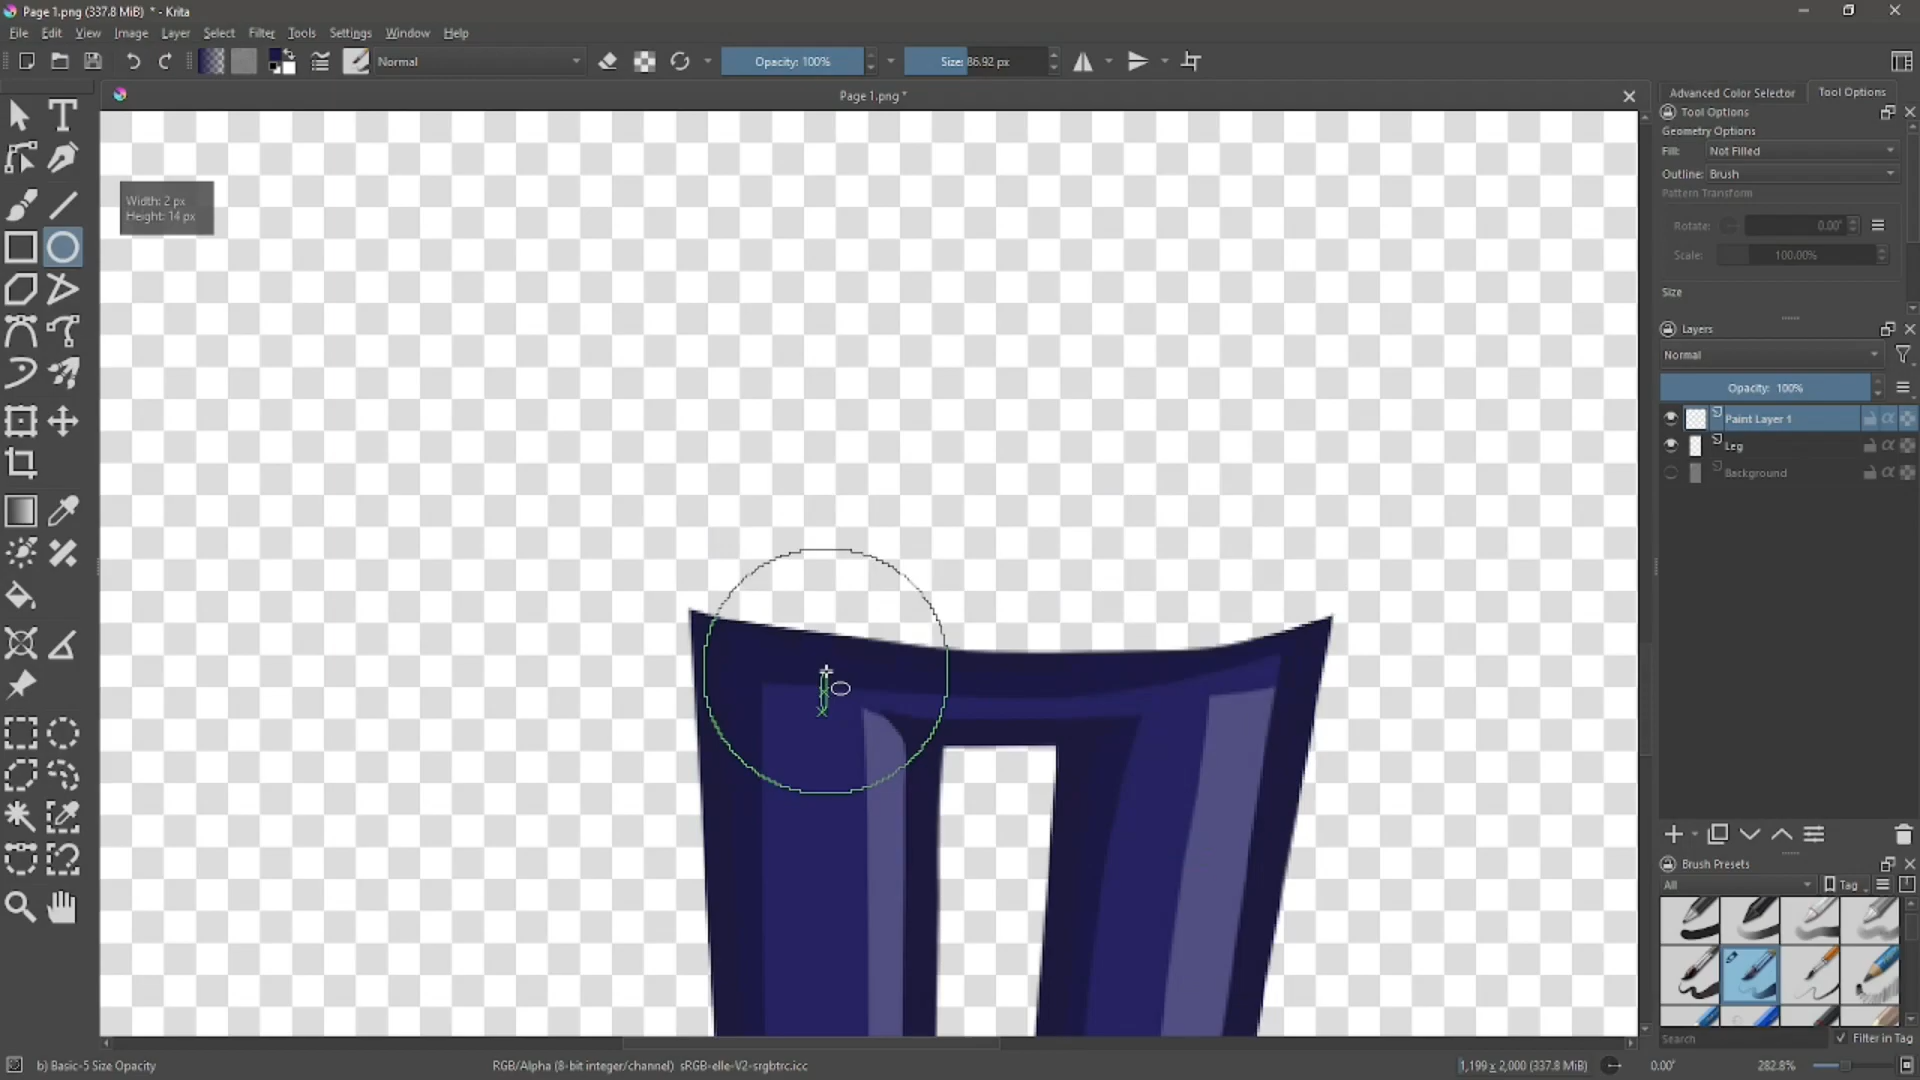 Page 1.png (337.8 MiB) * - Krita
File Edit View Image Layer Select Filter Tools Settings Window Help
Normal
Opacity: 100%
Size: 86.92 px
Page 1.png *
Advanced Color Selector
Tool Options
Tool Options
Geometry Options
Fill: Not Filled
Outline: Brush
Pattern Transform
Rotate: 0.00°
Scale: 100.00%
Size
Width: 2 px
Height: 14 px
Layers
Normal
Opacity: 100%
Paint Layer 1
Leg
Background
Brush Presets
All
Tag
Search
Filter in Tag
b) Basic-5 Size Opacity
RGB/Alpha (8-bit integer/channel) sRGB-elle-V2-srgbtrc.icc
1,199 x 2,000 (337.8 MiB)
0.00°
282.8%